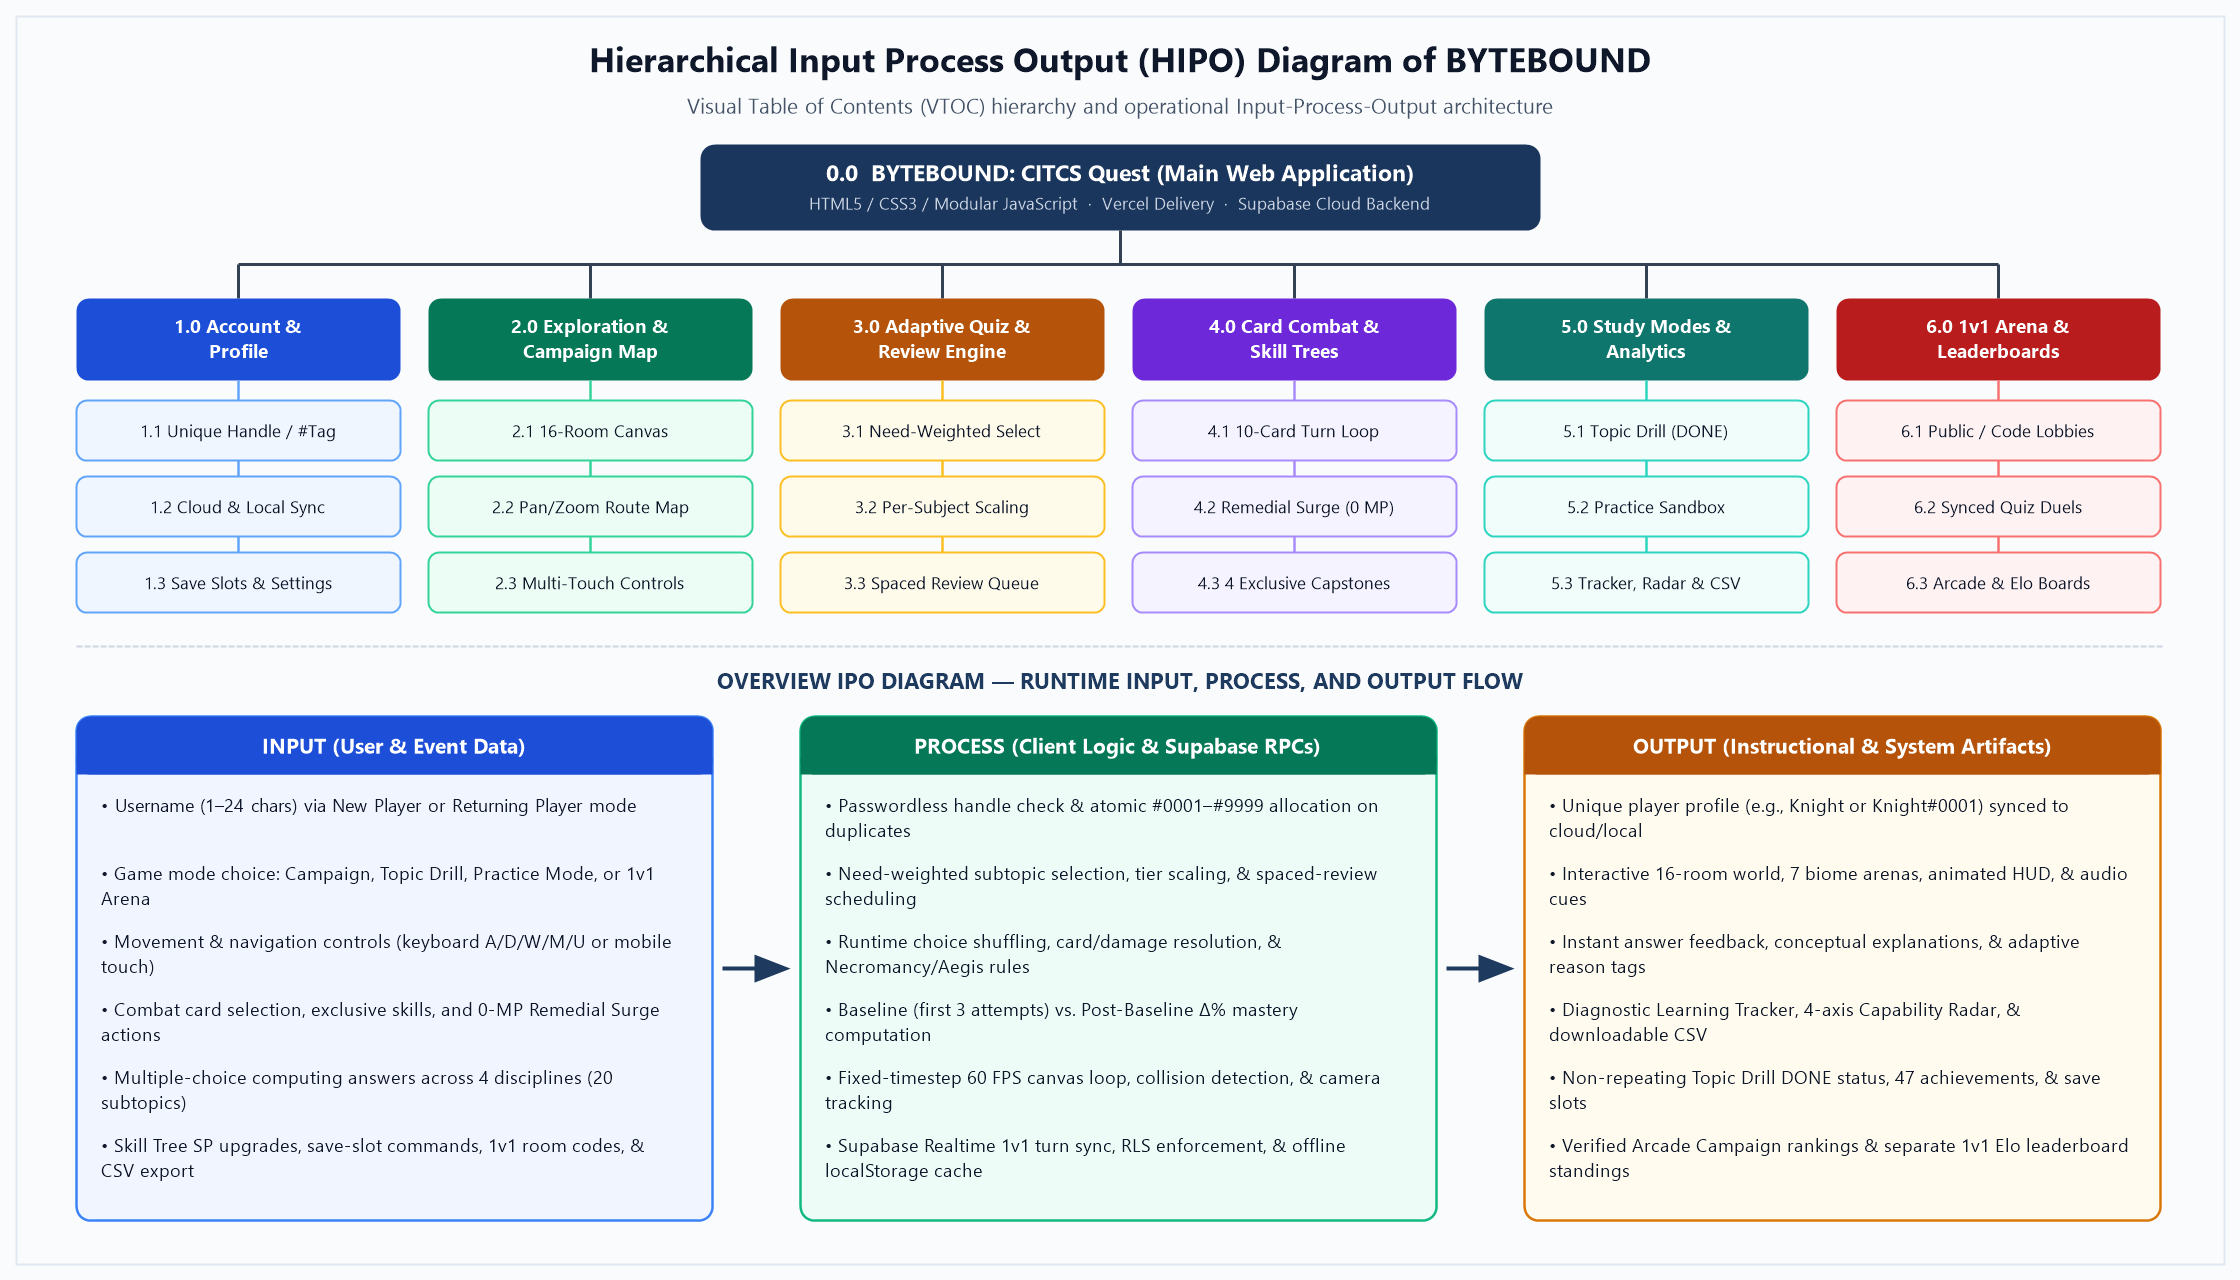 Hierarchical Input Process Output (HIPO) Diagram of BYTEBOUND
Visual Table of Contents (VTOC) hierarchy and operational Input-Process-Output architecture
0.0  BYTEBOUND: CITCS Quest (Main Web Application)
HTML5 / CSS3 / Modular JavaScript  ·  Vercel Delivery  ·  Supabase Cloud Backend
1.0 Account &
Profile
1.1 Unique Handle / #Tag
1.2 Cloud & Local Sync
1.3 Save Slots & Settings
2.0 Exploration &
Campaign Map
2.1 16-Room Canvas
2.2 Pan/Zoom Route Map
2.3 Multi-Touch Controls
3.0 Adaptive Quiz &
Review Engine
3.1 Need-Weighted Select
3.2 Per-Subject Scaling
3.3 Spaced Review Queue
4.0 Card Combat &
Skill Trees
4.1 10-Card Turn Loop
4.2 Remedial Surge (0 MP)
4.3 4 Exclusive Capstones
5.0 Study Modes &
Analytics
5.1 Topic Drill (DONE)
5.2 Practice Sandbox
5.3 Tracker, Radar & CSV
6.0 1v1 Arena &
Leaderboards
6.1 Public / Code Lobbies
6.2 Synced Quiz Duels
6.3 Arcade & Elo Boards
OVERVIEW IPO DIAGRAM — RUNTIME INPUT, PROCESS, AND OUTPUT FLOW
INPUT (User & Event Data)
• Username (1–24 chars) via New Player or Returning Player mode
• Game mode choice: Campaign, Topic Drill, Practice Mode, or 1v1
Arena
• Movement & navigation controls (keyboard A/D/W/M/U or mobile
touch)
• Combat card selection, exclusive skills, and 0-MP Remedial Surge
actions
• Multiple-choice computing answers across 4 disciplines (20
subtopics)
• Skill Tree SP upgrades, save-slot commands, 1v1 room codes, &
CSV export
PROCESS (Client Logic & Supabase RPCs)
• Passwordless handle check & atomic #0001–#9999 allocation on
duplicates
• Need-weighted subtopic selection, tier scaling, & spaced-review
scheduling
• Runtime choice shuffling, card/damage resolution, &
Necromancy/Aegis rules
• Baseline (first 3 attempts) vs. Post-Baseline Δ% mastery
computation
• Fixed-timestep 60 FPS canvas loop, collision detection, & camera
tracking
• Supabase Realtime 1v1 turn sync, RLS enforcement, & offline
localStorage cache
OUTPUT (Instructional & System Artifacts)
• Unique player profile (e.g., Knight or Knight#0001) synced to
cloud/local
• Interactive 16-room world, 7 biome arenas, animated HUD, & audio
cues
• Instant answer feedback, conceptual explanations, & adaptive
reason tags
• Diagnostic Learning Tracker, 4-axis Capability Radar, &
downloadable CSV
• Non-repeating Topic Drill DONE status, 47 achievements, & save
slots
• Verified Arcade Campaign rankings & separate 1v1 Elo leaderboard
standings